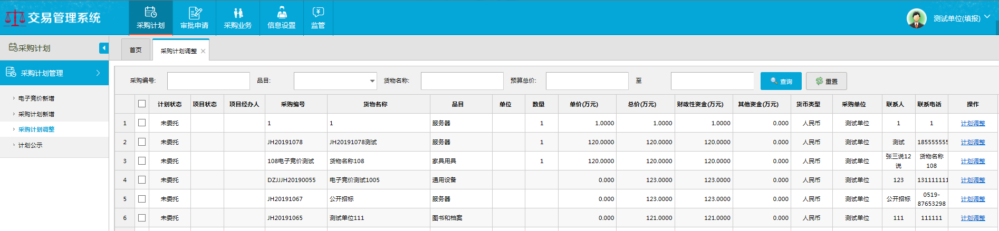 交易管理系统
采购计划
审批申请
采购业务
信息设置
监管
测试单位(填报)
采购计划
首页
采购计划调整
采购计划管理
电子竞价新增
采购计划新增
采购计划调整
计划公示
采购编号: 品目: 货物名称: 预算总价: 至 查询 重置
计划状态 项目状态 项目经办人 采购编号 货物名称 品目 单位 数量 单价(万元) 总价(万元) 财政性资金(万元) 其他资金(万元) 货币类型 采购单位 联系人 联系电话 操作
1 未委托 1 1 服务器 1 1.0000 1.0000 1.0000 0.000 人民币 测试单位 1 1 计划调整
2 未委托 JH20191078 JH20191078测试 服务器 1 120.0000 120.0000 120.0000 0.000 人民币 测试单位 测试 185555555 计划调整
3 未委托 108电子竞价测试 货物名称108 家具用具 1 120.0000 120.0000 120.0000 0.000 人民币 测试单位 张三说12说 货物名称108 计划调整
4 未委托 DZJJJH20190055 电子竞价测试1005 通用设备 0.000 123.0000 123.0000 0.000 人民币 测试单位 123 131111111 计划调整
5 未委托 JH20191067 公开招标 服务器 0.000 123.0000 123.0000 0.000 人民币 测试单位 公开招标 0519-87653298 计划调整
6 未委托 JH20191065 测试单位111 图书和档案 0.000 121.0000 121.0000 0.000 人民币 测试单位 111 111111 计划调整